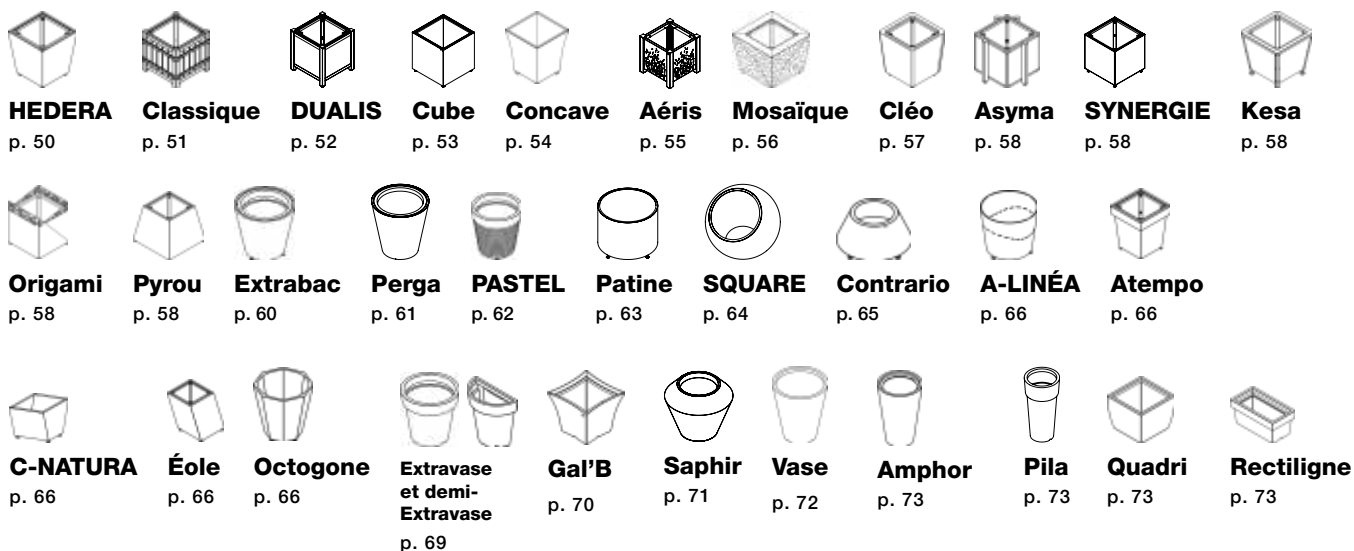 HEDERA Classique DUALIS Cube Concave Aéris Mosaïque Cléo Asyma SYNERGIE Kesa
p. 50 p. 51 p. 52 p. 53 p. 54 p. 55 p. 56 p. 57 p. 58 p. 58 p. 58
Origami Pyrou Extrabac Perga PASTEL Patine SQUARE Contrario A-LINÉA Atempo
p. 58 p. 58 p. 60 p. 61 p. 62 p. 63 p. 64 p. 65 p. 66 p. 66
C-NATURA Éole Octogone
p. 66 p. 66 p. 66
Extravase
et demi-
Extravase
p. 69
Gal'B Saphir Vase Amphor Pila Quadri Rectiligne
p. 70 p. 71 p. 72 p. 73 p. 73 p. 73 p. 73